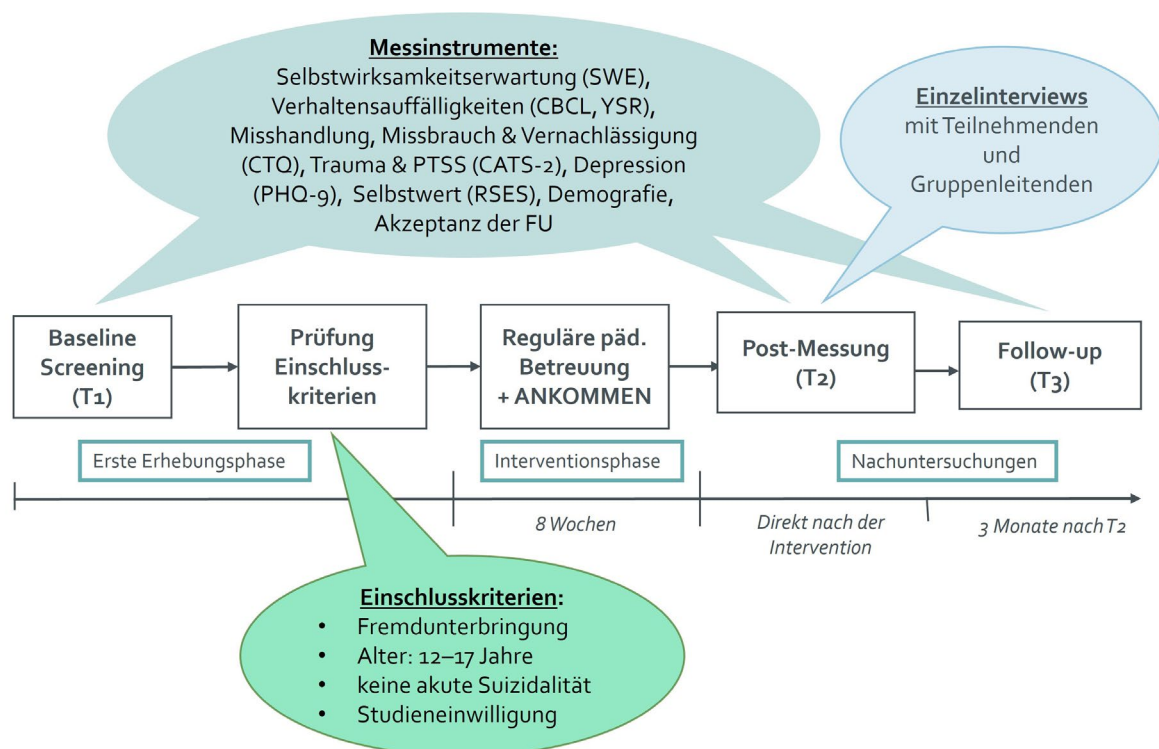 Messinstrumente:
Selbstwirksamkeitserwartung (SWE),
Verhaltensauffälligkeiten (CBCL, YSR),
Misshandlung, Missbrauch & Vernachlässigung
(CTQ), Trauma & PTSS (CATS-2), Depression
(PHQ-9), Selbstwert (RSES), Demografie,
Akzeptanz der FU
Einzelinterviews
mit Teilnehmenden
und
Gruppenleitenden
Baseline
Screening
(T1)
Prüfung
Einschluss-
kriterien
Reguläre päd.
Betreuung
+ ANKOMMEN
Post-Messung
(T2)
Follow-up
(T3)
Erste Erhebungsphase
Interventionsphase
Nachuntersuchungen
8 Wochen
Direkt nach der
Intervention
3 Monate nach T2
Einschlusskriterien:
• Fremdunterbringung
• Alter: 12–17 Jahre
• keine akute Suizidalität
• Studieneinwilligung